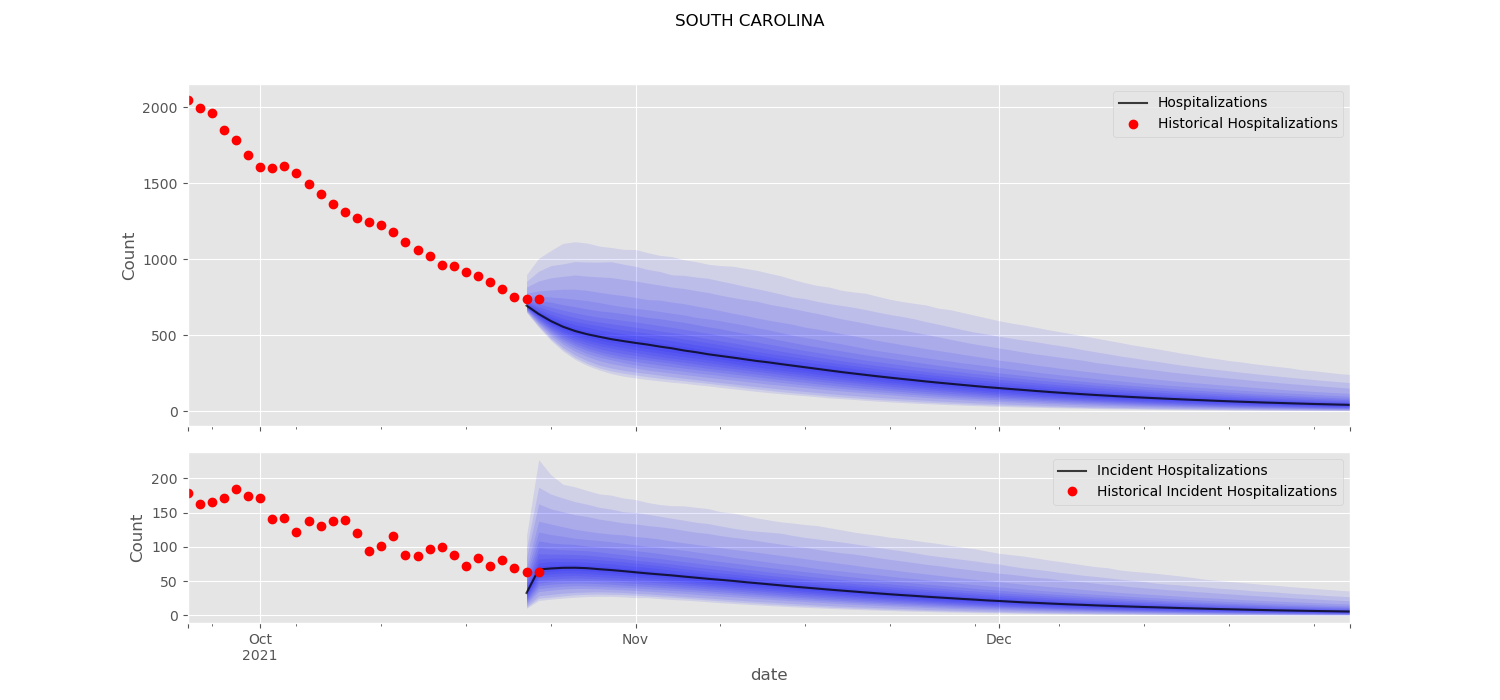 SOUTH CAROLINA
2000
1500
1000
500
0
Count
Hospitalizations
Historical Hospitalizations
200
150
100
50
0
Count
Incident Hospitalizations
Historical Incident Hospitalizations
Oct
2021
Nov
Dec
date